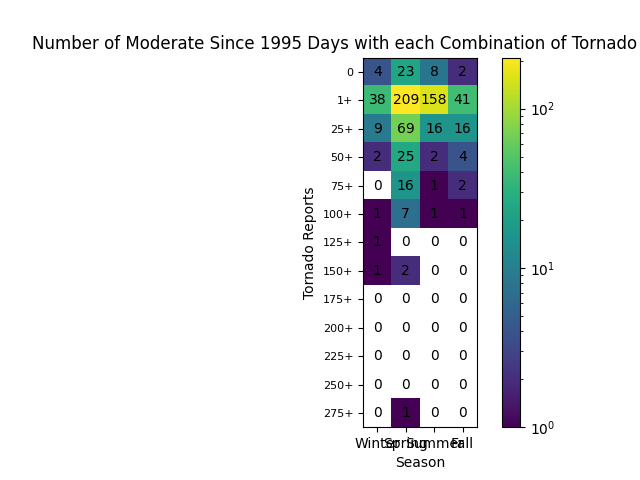 Number of Moderate Since 1995 Days with each Combination of Tornado
0 4 23 8 2
1+ 38 209 158 41
25+ 9 69 16 16
50+ 2 25 2 4
75+ 0 16 1 2
100+ 1 7 1 1
125+ 1 0 0 0
150+ 1 2 0 0
175+ 0 0 0 0
200+ 0 0 0 0
225+ 0 0 0 0
250+ 0 0 0 0
275+ 0 1 0 0
Winter Spring Summer Fall
Season
Tornado Reports
10²
10¹
10⁰